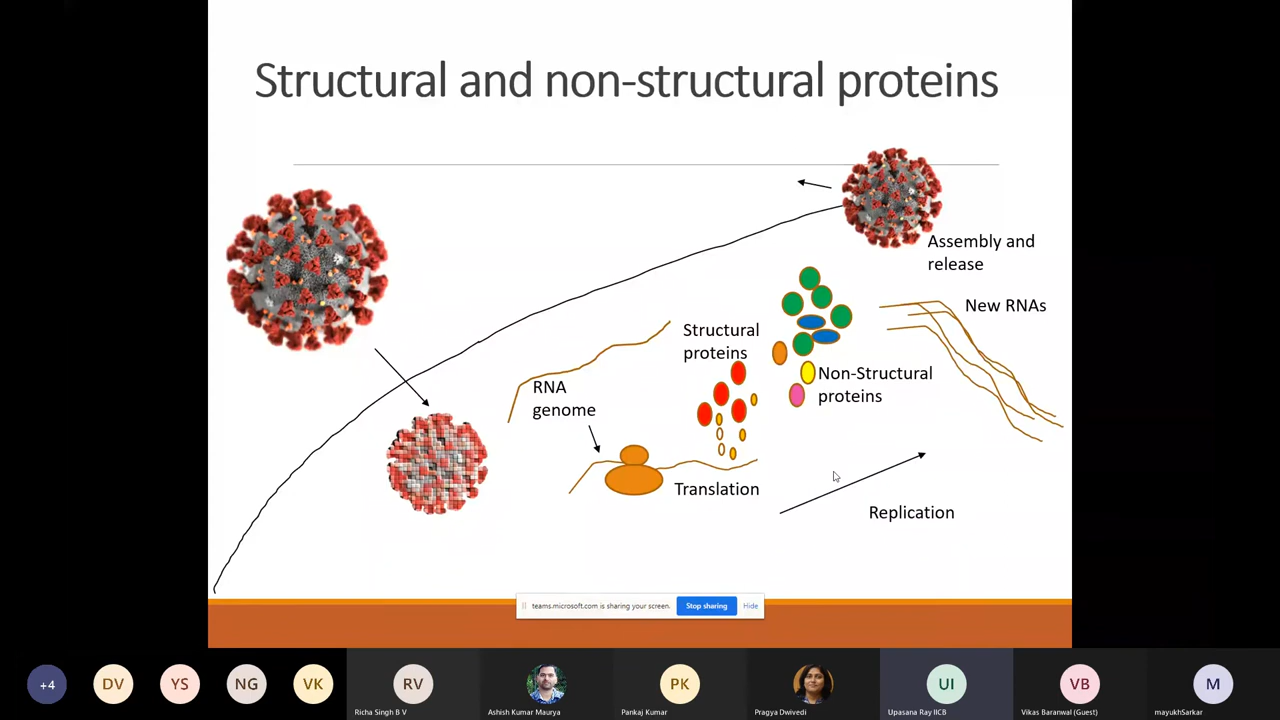 Structural and non-structural proteins
Assembly and
release
New RNAs
Structural
proteins
Non-Structural
proteins
RNA
genome
Translation
Replication
teams.microsoft.com is sharing your screen.
Stop sharing
Hide
+4
DV
YS
NG
VK
RV
PK
UI
VB
M
Richa Singh B V
Ashish Kumar Maurya
Pankaj Kumar
Pragya Dwivedi
Upasana Ray IICB
Vikas Baranwal (Guest)
mayukhSarkar